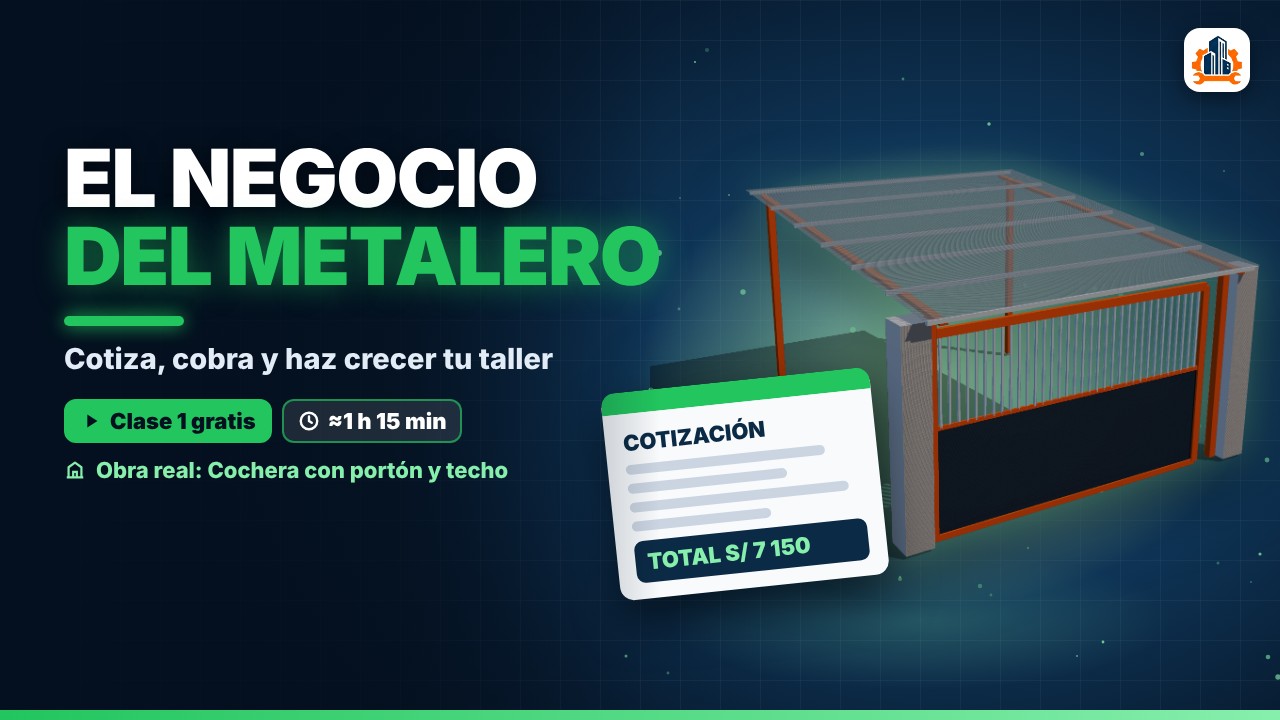 EL NEGOCIO
DEL METALERO
Cotiza, cobra y haz crecer tu taller
Clase 1 gratis
≈1 h 15 min
Obra real: Cochera con portón y techo
COTIZACIÓN
TOTAL S/ 7 150